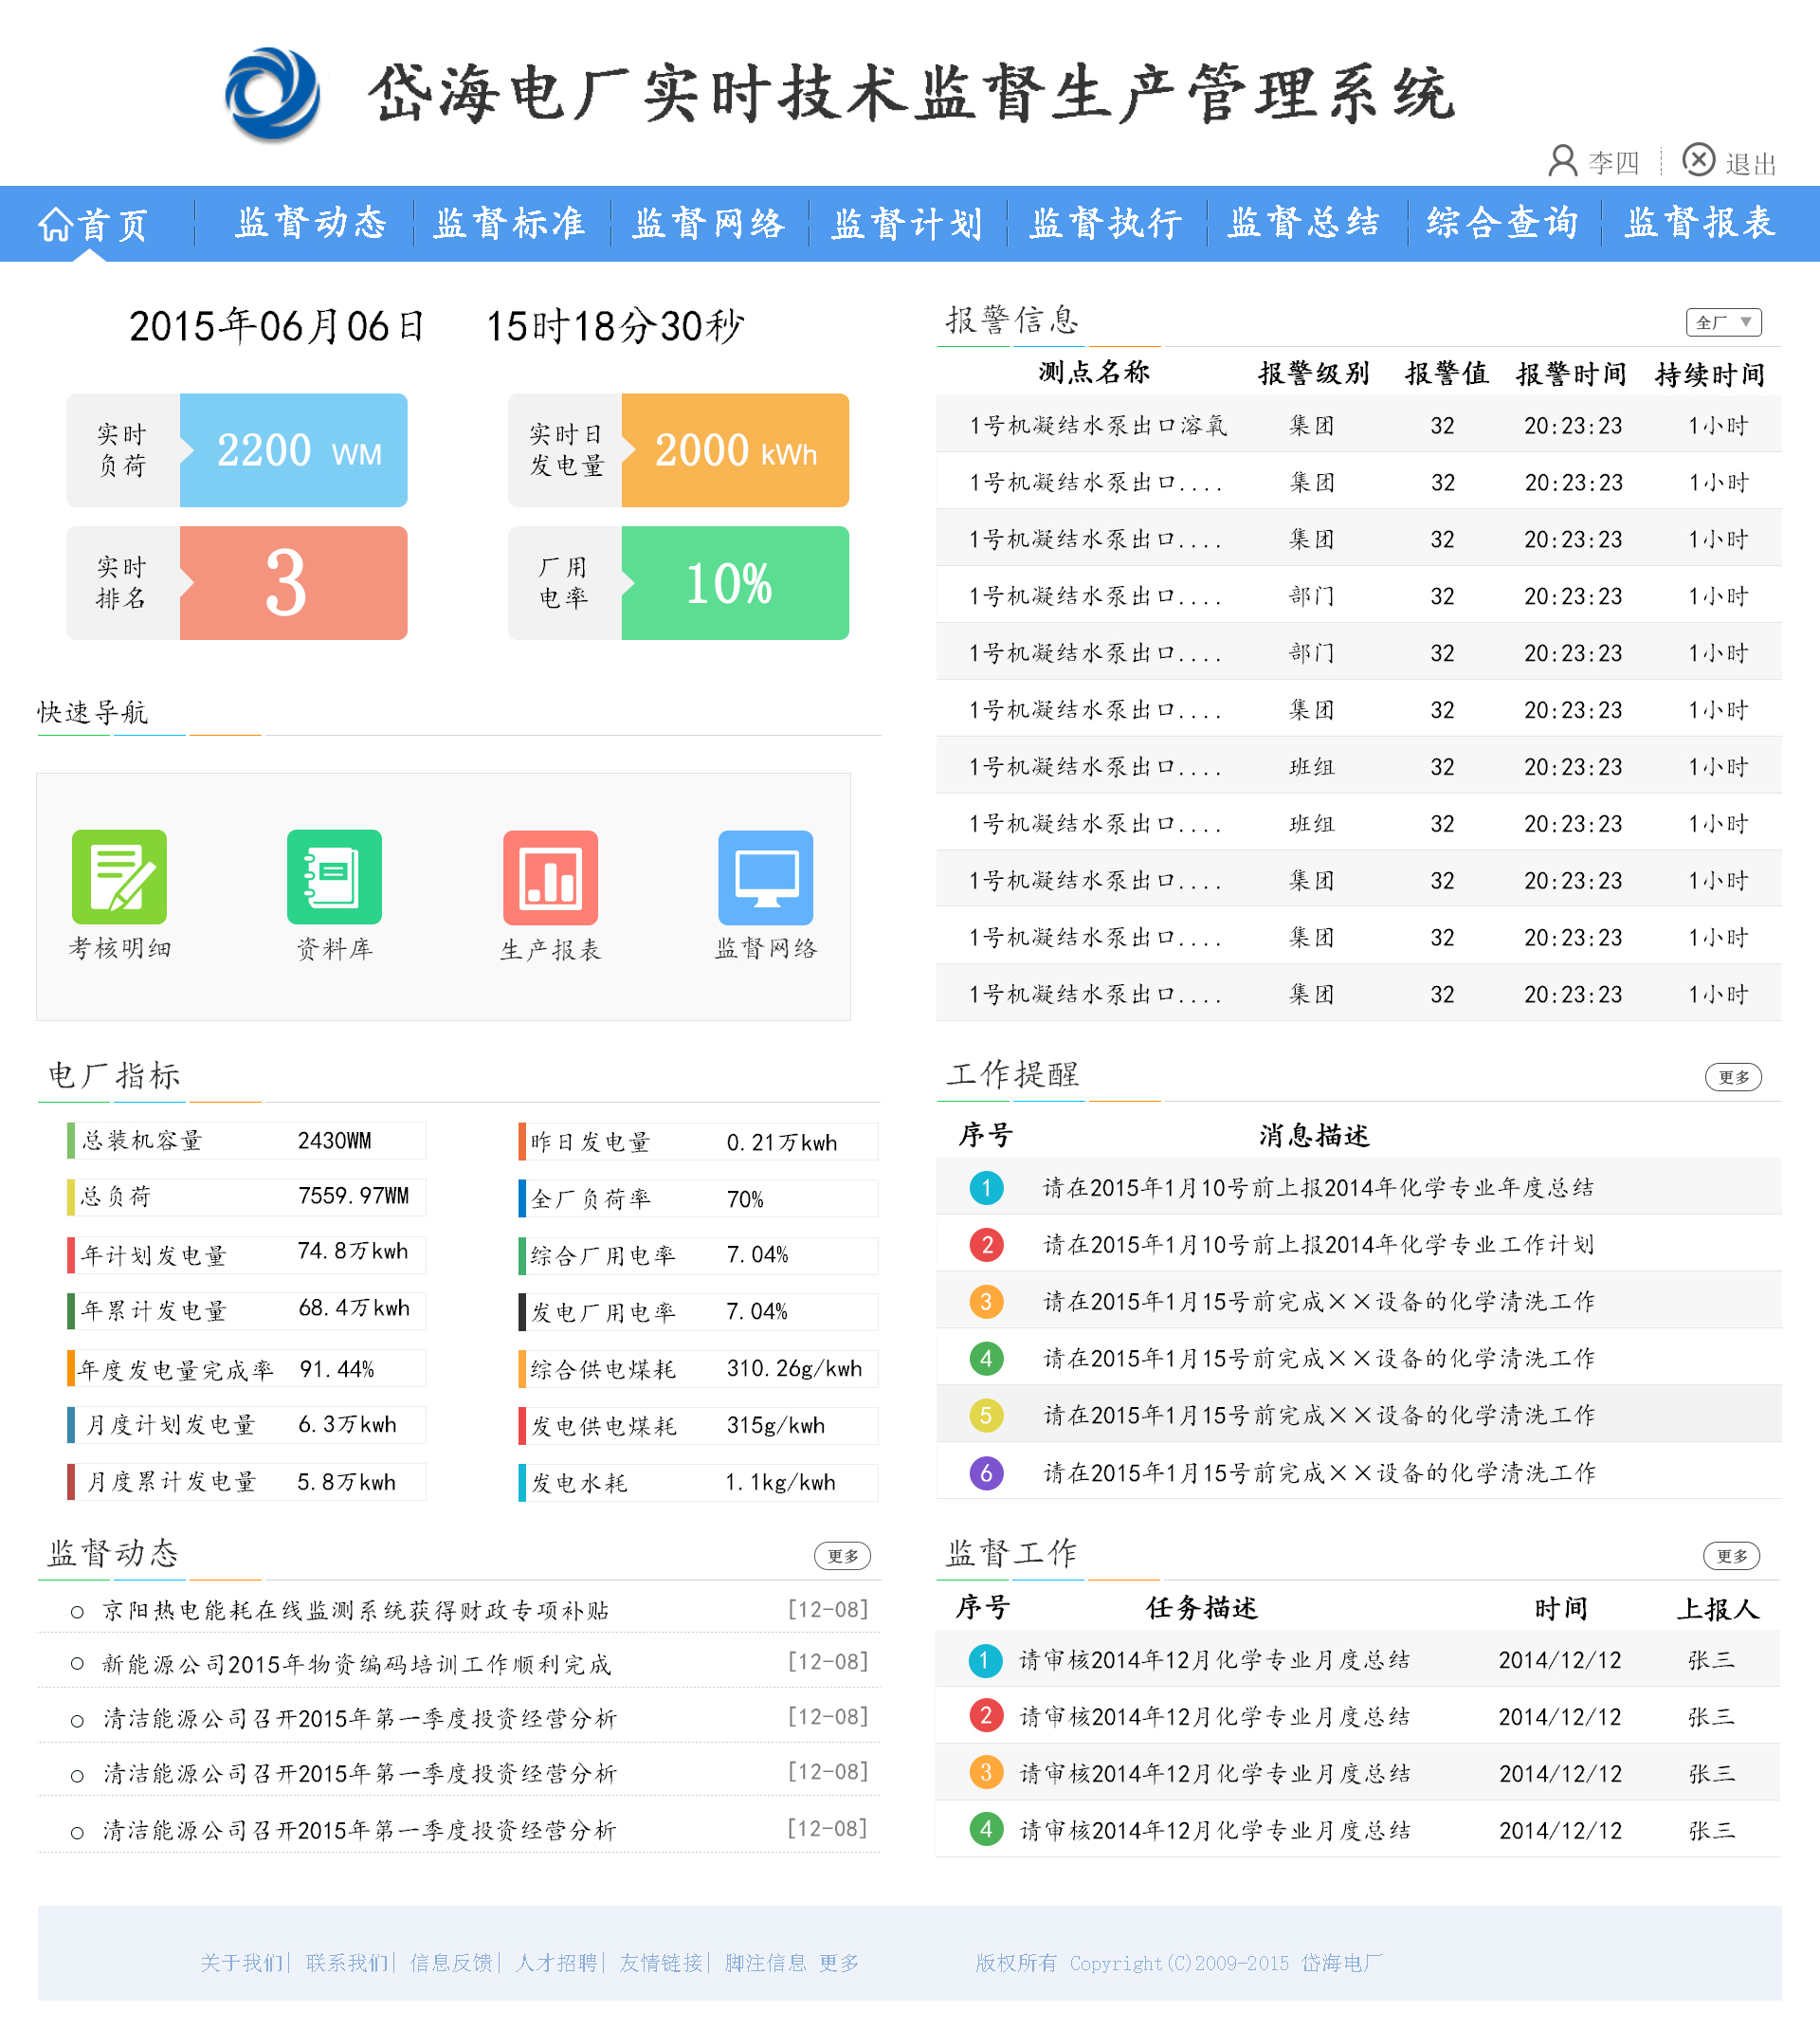 岱海电厂实时技术监督生产管理系统
李四 退出
首页 监督动态 监督标准 监督网络 监督计划 监督执行 监督总结 综合查询 监督报表
2015年06月06日 15时18分30秒
实时负荷 2200 WM
实时日发电量 2000 kWh
实时排名 3
厂用电率 10%
快速导航
考核明细 资料库 生产报表 监督网络
报警信息 全厂 ▼
测点名称 报警级别 报警值 报警时间 持续时间
1号机凝结水泵出口溶氧 集团 32 20:23:23 1小时
1号机凝结水泵出口.... 集团 32 20:23:23 1小时
1号机凝结水泵出口.... 集团 32 20:23:23 1小时
1号机凝结水泵出口.... 部门 32 20:23:23 1小时
1号机凝结水泵出口.... 部门 32 20:23:23 1小时
1号机凝结水泵出口.... 集团 32 20:23:23 1小时
1号机凝结水泵出口.... 班组 32 20:23:23 1小时
1号机凝结水泵出口.... 班组 32 20:23:23 1小时
1号机凝结水泵出口.... 集团 32 20:23:23 1小时
1号机凝结水泵出口.... 集团 32 20:23:23 1小时
1号机凝结水泵出口.... 集团 32 20:23:23 1小时
电厂指标
总装机容量 2430WM 昨日发电量 0.21万kwh
总负荷 7559.97WM 全厂负荷率 70%
年计划发电量 74.8万kwh 综合厂用电率 7.04%
年累计发电量 68.4万kwh 发电厂用电率 7.04%
年度发电量完成率 91.44% 综合供电煤耗 310.26g/kwh
月度计划发电量 6.3万kwh 发电供电煤耗 315g/kwh
月度累计发电量 5.8万kwh 发电水耗 1.1kg/kwh
工作提醒 更多
序号 消息描述
1 请在2015年1月10号前上报2014年化学专业年度总结
2 请在2015年1月10号前上报2014年化学专业工作计划
3 请在2015年1月15号前完成××设备的化学清洗工作
4 请在2015年1月15号前完成××设备的化学清洗工作
5 请在2015年1月15号前完成××设备的化学清洗工作
6 请在2015年1月15号前完成××设备的化学清洗工作
监督动态 更多
京阳热电能耗在线监测系统获得财政专项补贴 [12-08]
新能源公司2015年物资编码培训工作顺利完成 [12-08]
清洁能源公司召开2015年第一季度投资经营分析 [12-08]
清洁能源公司召开2015年第一季度投资经营分析 [12-08]
清洁能源公司召开2015年第一季度投资经营分析 [12-08]
监督工作 更多
序号 任务描述 时间 上报人
1 请审核2014年12月化学专业月度总结 2014/12/12 张三
2 请审核2014年12月化学专业月度总结 2014/12/12 张三
3 请审核2014年12月化学专业月度总结 2014/12/12 张三
4 请审核2014年12月化学专业月度总结 2014/12/12 张三
关于我们| 联系我们| 信息反馈| 人才招聘| 友情链接| 脚注信息 更多 版权所有 Copyright(C)2009-2015 岱海电厂